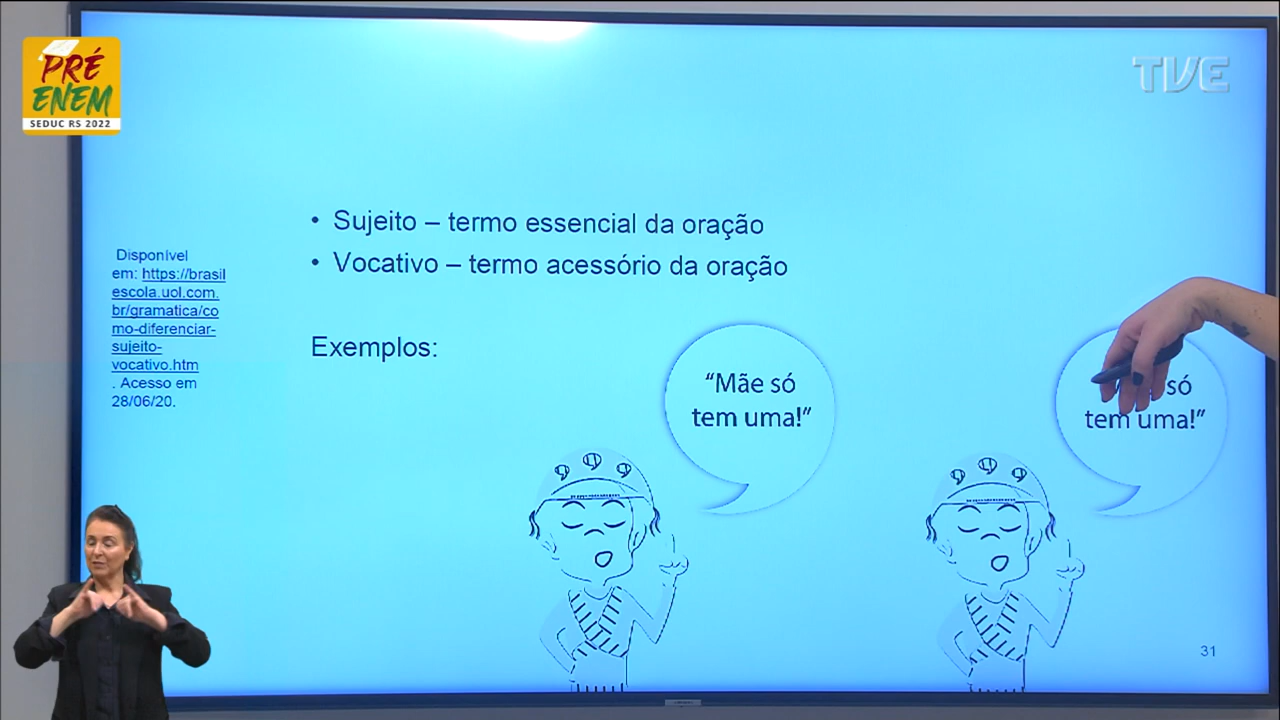 PRÉ
ENEM
SEDUC RS 2022
TVE
• Sujeito – termo essencial da oração
• Vocativo – termo acessório da oração
Disponível
em: https://brasil
escola.uol.com.
br/gramatica/co
mo-diferenciar-
sujeito-
vocativo.htm
. Acesso em
28/06/20.
Exemplos:
“Mãe só
tem uma!”
só
tem uma!”
31